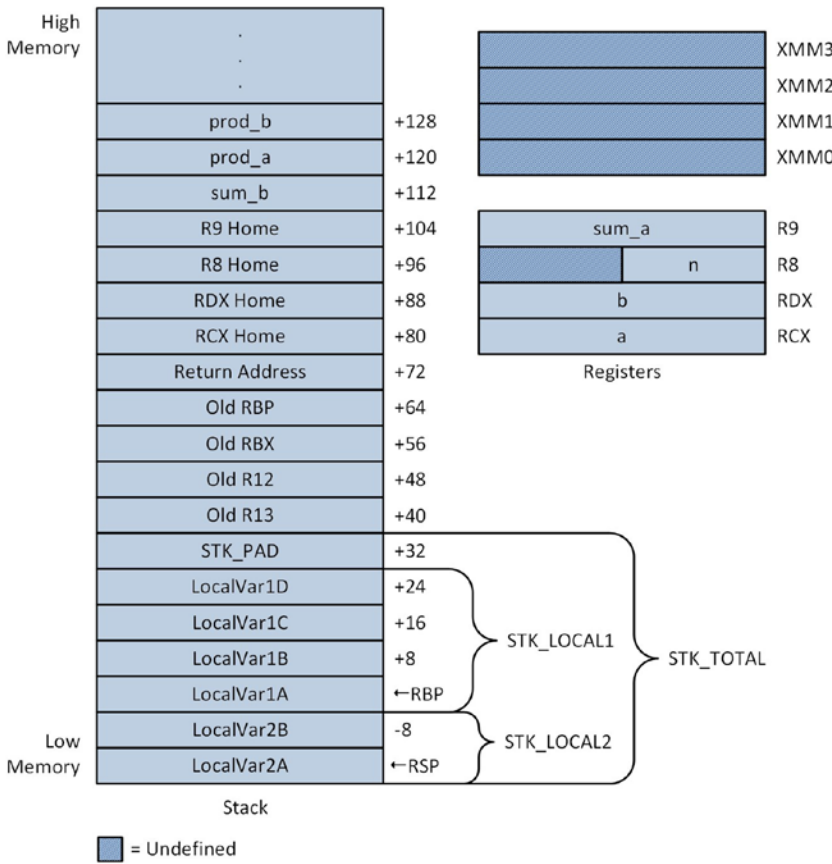 High
Memory
.
.
.
prod_b +128
prod_a +120
sum_b +112
R9 Home +104
R8 Home +96
RDX Home +88
RCX Home +80
Return Address +72
Old RBP +64
Old RBX +56
Old R12 +48
Old R13 +40
STK_PAD +32
LocalVar1D +24
LocalVar1C +16
LocalVar1B +8
LocalVar1A ←RBP
LocalVar2B -8
LocalVar2A ←RSP
Low
Memory
Stack
STK_LOCAL1
STK_LOCAL2
STK_TOTAL
XMM3
XMM2
XMM1
XMM0
sum_a R9
n R8
b RDX
a RCX
Registers
= Undefined